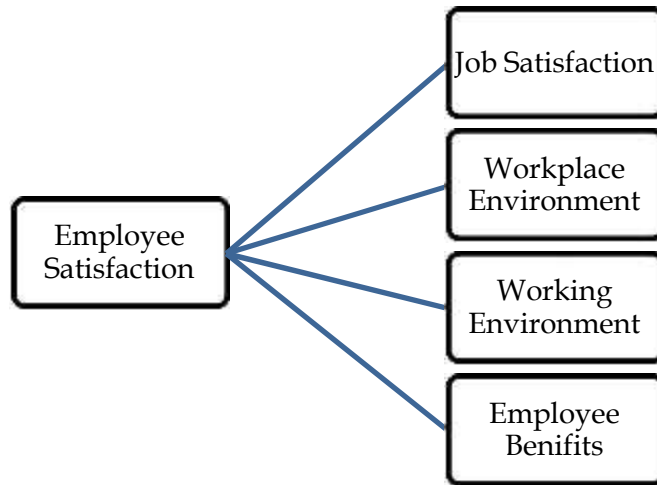 Employee
Satisfaction
Job Satisfaction
Workplace
Environment
Working
Environment
Employee
Benifits